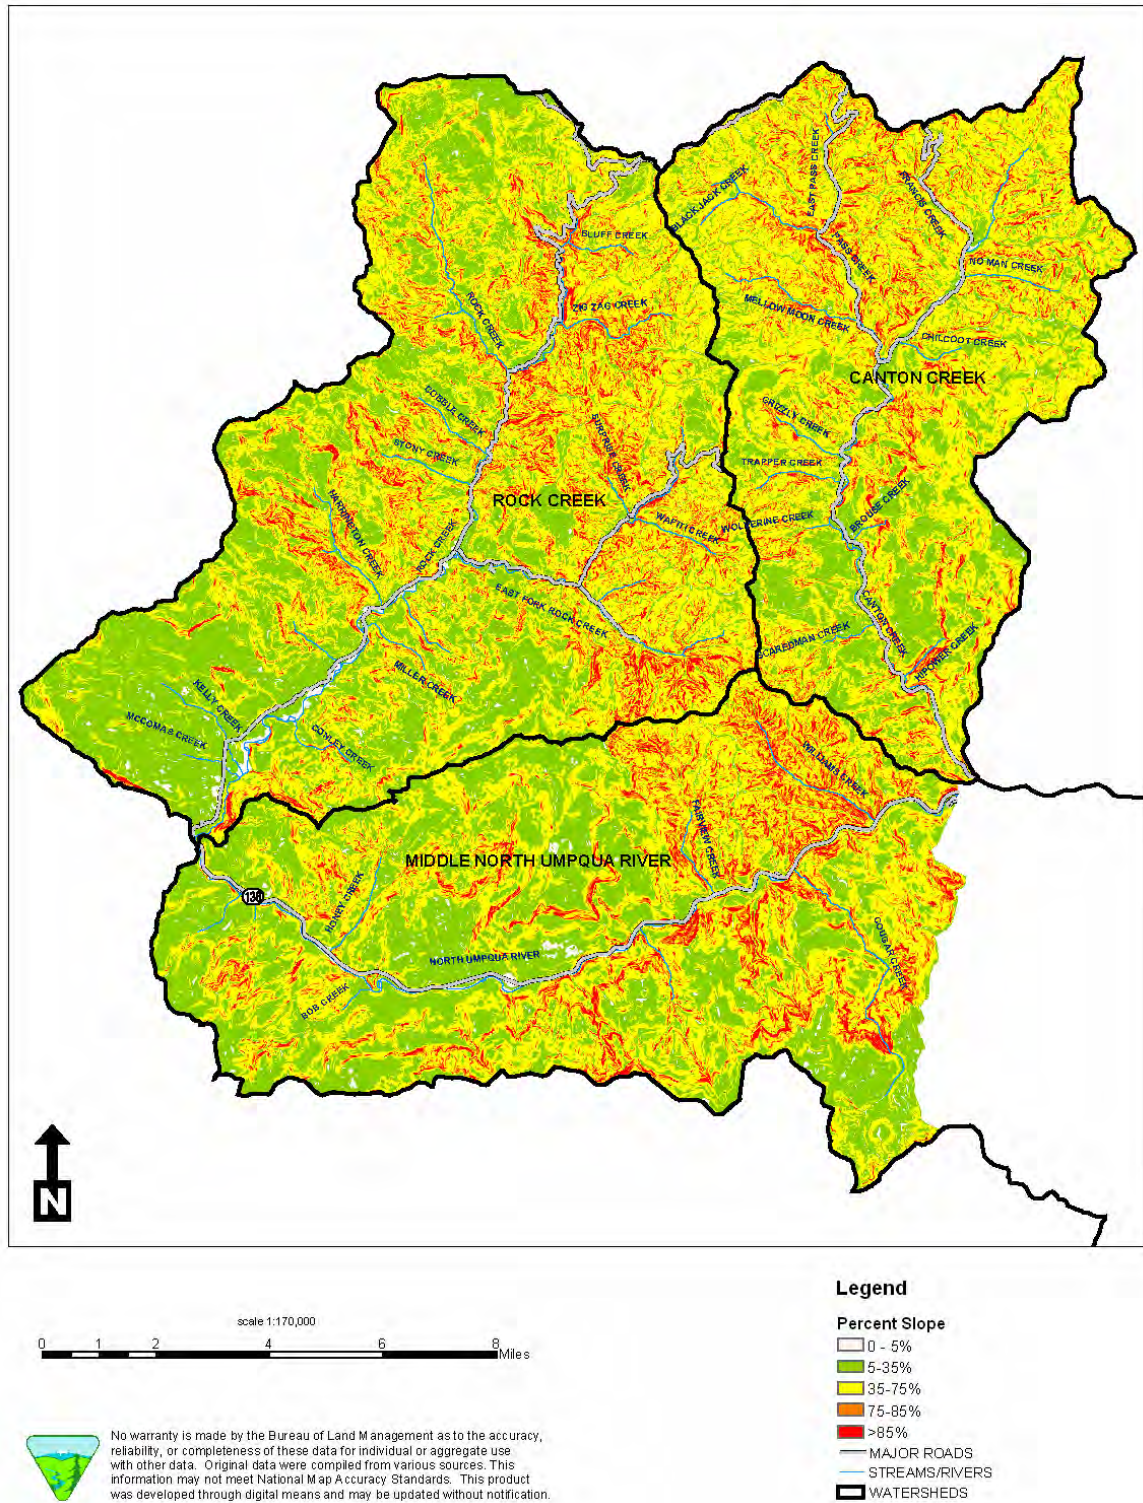 EAST PASS CREEK
BLACKJACK CREEK
FRANCIS CREEK
PASS CREEK
BLUFF CREEK
NO MAN CREEK
ROCK CREEK
ZIG ZAG CREEK
MELLOW MOON CREEK
CHILCOOT CREEK
CANTON CREEK
COBBLE CREEK
GRIZZLY CREEK
STONY CREEK
TRAPPER CREEK
ROCK CREEK
HARRINGTON CREEK
WAPITI CREEK
WOLVERINE CREEK
BROUSE CREEK
ROCK CREEK
EAST FORK ROCK CREEK
CANTON CREEK
SCAREDMAN CREEK
HIPOWER CREEK
MILLER CREEK
KELLY CREEK
MCCOMAS CREEK
CONLEY CREEK
WILLIAMS CREEK
FAIRVIEW CREEK
MIDDLE NORTH UMPQUA RIVER
138
HONEY CREEK
COUGAR CREEK
NORTH UMPQUA RIVER
BOB CREEK
N
scale 1:170,000
0 1 2 4 6 8
Miles
Legend
Percent Slope
0 - 5%
5-35%
35-75%
75-85%
>85%
MAJOR ROADS
STREAMS/RIVERS
WATERSHEDS
No warranty is made by the Bureau of Land Management as to the accuracy,
reliability, or completeness of these data for individual or aggregate use
with other data. Original data were compiled from various sources. This
information may not meet National Map Accuracy Standards. This product
was developed through digital means and may be updated without notification.